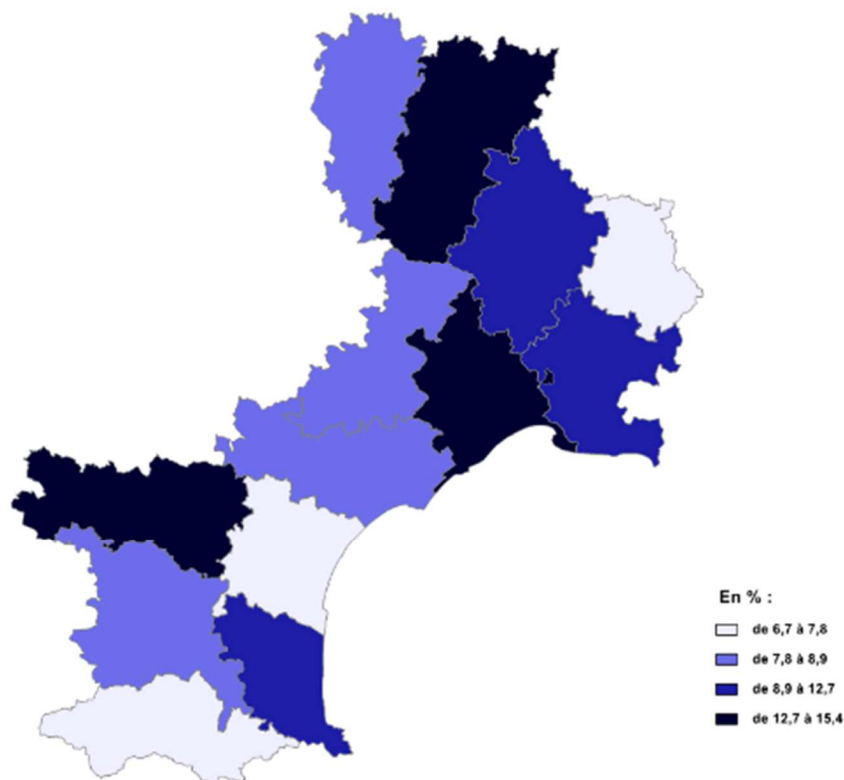 En % :
de 6,7 à 7,8
de 7,8 à 8,9
de 8,9 à 12,7
de 12,7 à 15,4